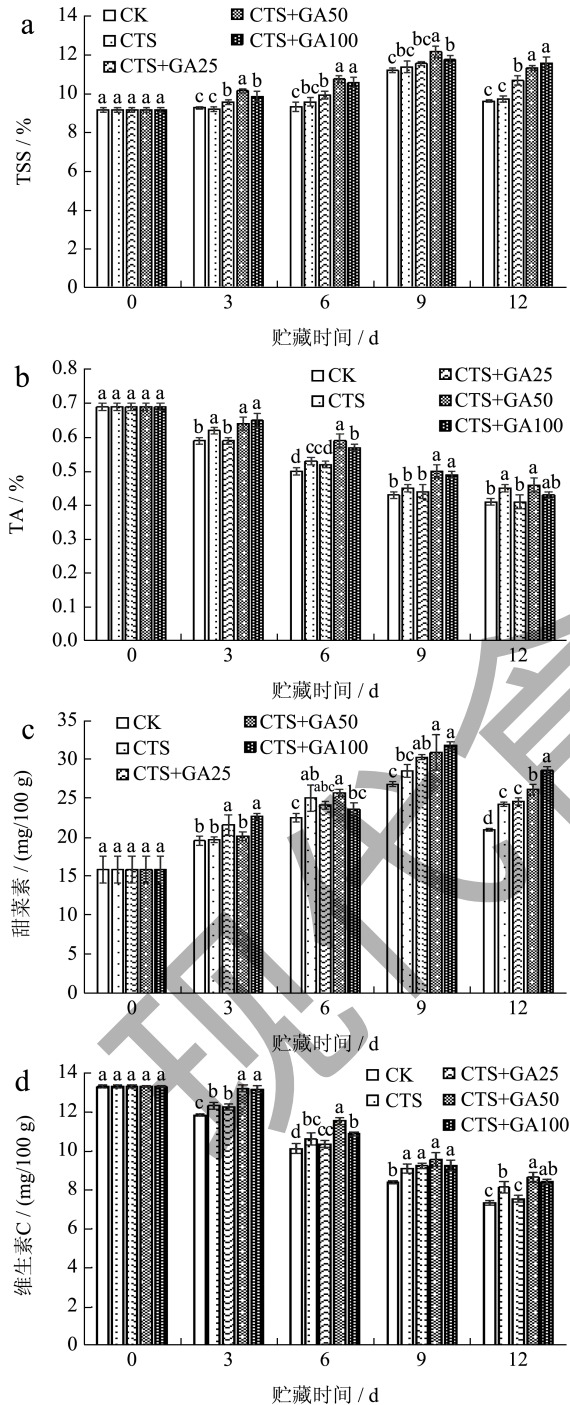 a
CK
CTS+GA50
CTS
CTS+GA100
CTS+GA25
TSS / %
14
12
10
8
6
4
2
0
a a a a a
c c b a b
c bc b a a
c bc bc a b
c c b a a
0 3 6 9 12
贮藏时间 / d
b
CK
CTS+GA25
CTS
CTS+GA50
CTS+GA100
TA / %
0.8
0.7
0.6
0.5
0.4
0.3
0.2
0.1
0.0
a a a a a
b a b a a
d c cd a b
b b b a a
b a b a ab
0 3 6 9 12
贮藏时间 / d
c
CK
CTS+GA50
CTS
CTS+GA100
CTS+GA25
甜菜素 / (mg/100 g)
35
30
25
20
15
10
5
0
a a a a a
b b a b a
c ab abc a bc
c bc ab a a
d c c b a
0 3 6 9 12
贮藏时间 / d
d
CK
CTS+GA25
CTS
CTS+GA50
CTS+GA100
维生素C / (mg/100 g)
14
12
10
8
6
4
2
0
a a a a a
c b b a a
d bc cc a b
b a a a a
c b c a ab
0 3 6 9 12
贮藏时间 / d
现代食